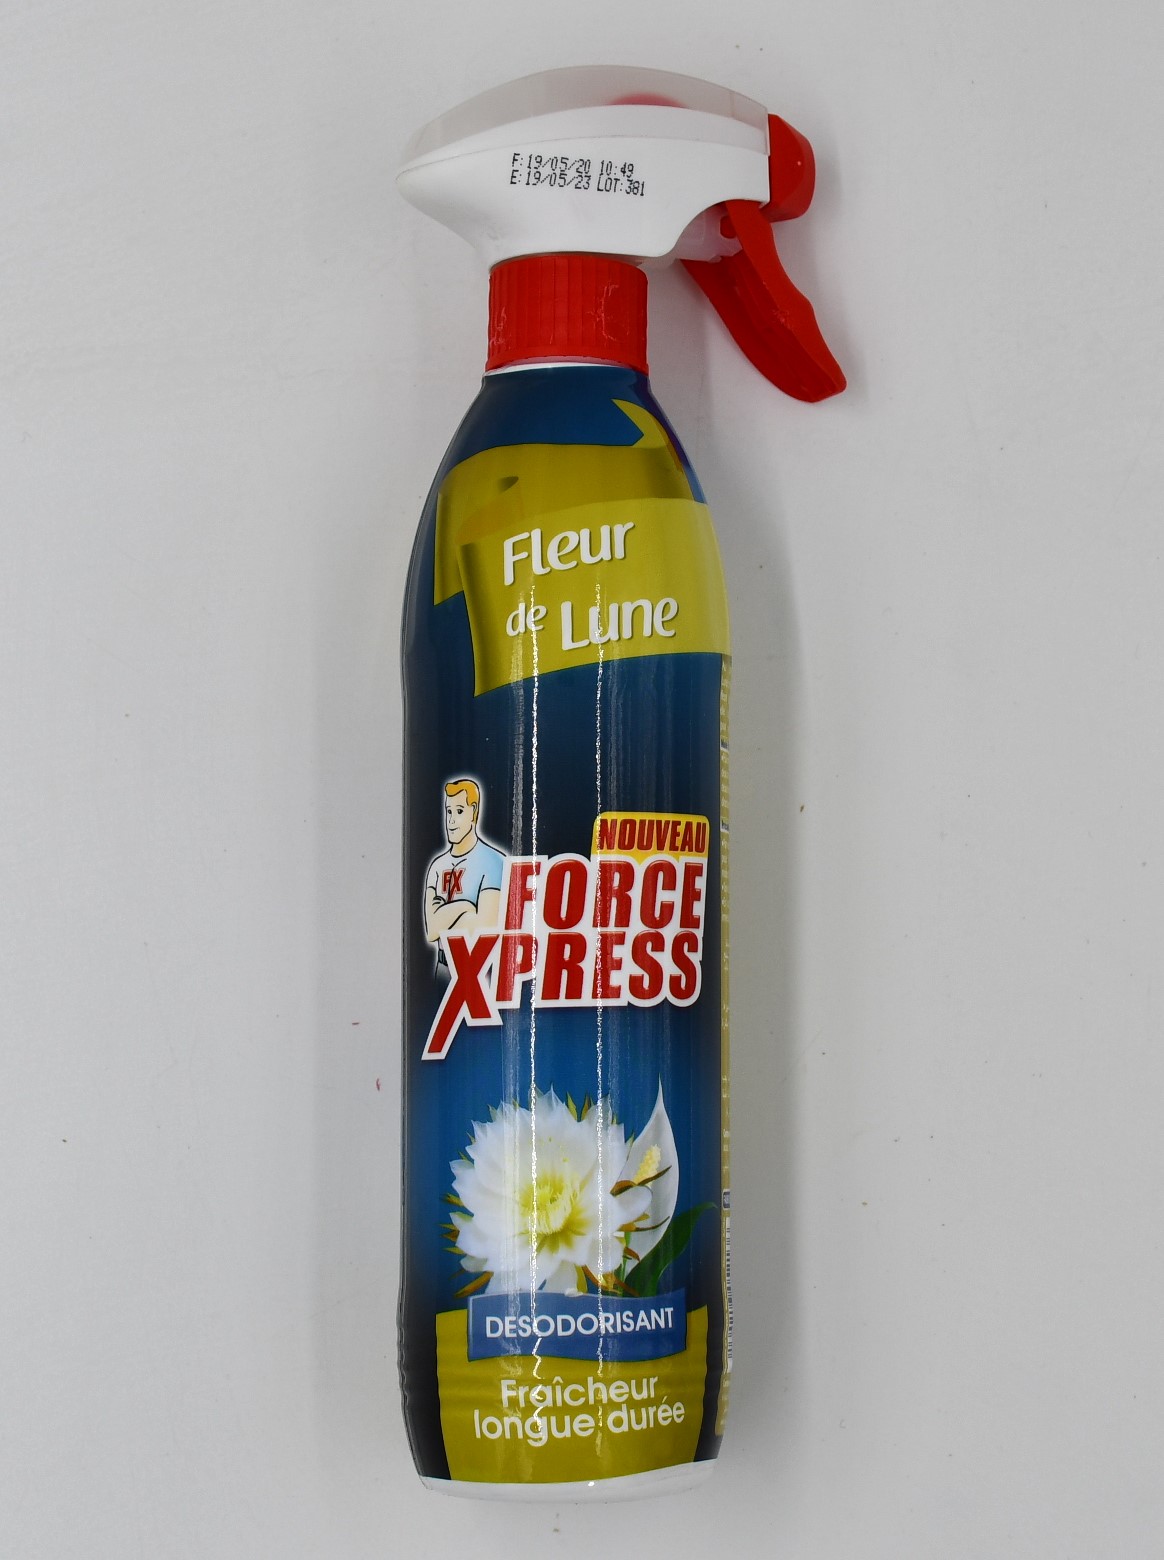 F:19/05/20 10:49
E:19/05/23 LOT:381
Fleur
de Lune
NOUVEAU
FX
FORCE
XPRESS
DESODORISANT
Fraîcheur
longue durée